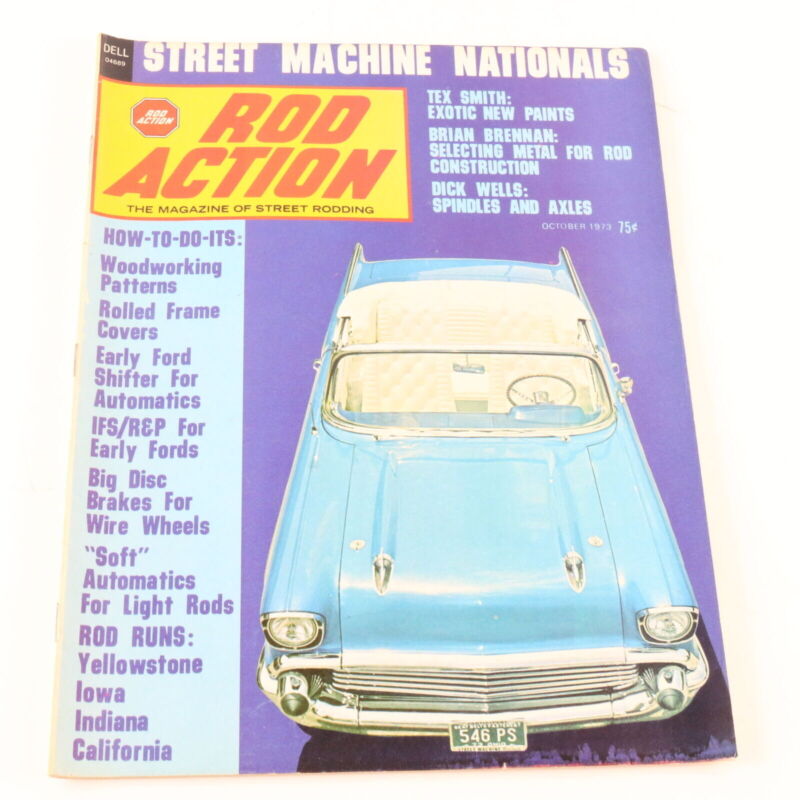 DELL
04689
STREET MACHINE NATIONALS
ROD
ACTION
ROD
ACTION
THE MAGAZINE OF STREET RODDING
TEX SMITH:
EXOTIC NEW PAINTS
BRIAN BRENNAN:
SELECTING METAL FOR ROD
CONSTRUCTION
DICK WELLS:
SPINDLES AND AXLES
OCTOBER 1973 75¢
HOW-TO-DO-ITS:
Woodworking
Patterns
Rolled Frame
Covers
Early Ford
Shifter For
Automatics
IFS/R&P For
Early Fords
Big Disc
Brakes For
Wire Wheels
"Soft"
Automatics
For Light Rods
ROD RUNS:
Yellowstone
Iowa
Indiana
California
546 PS
STREET MACHINE